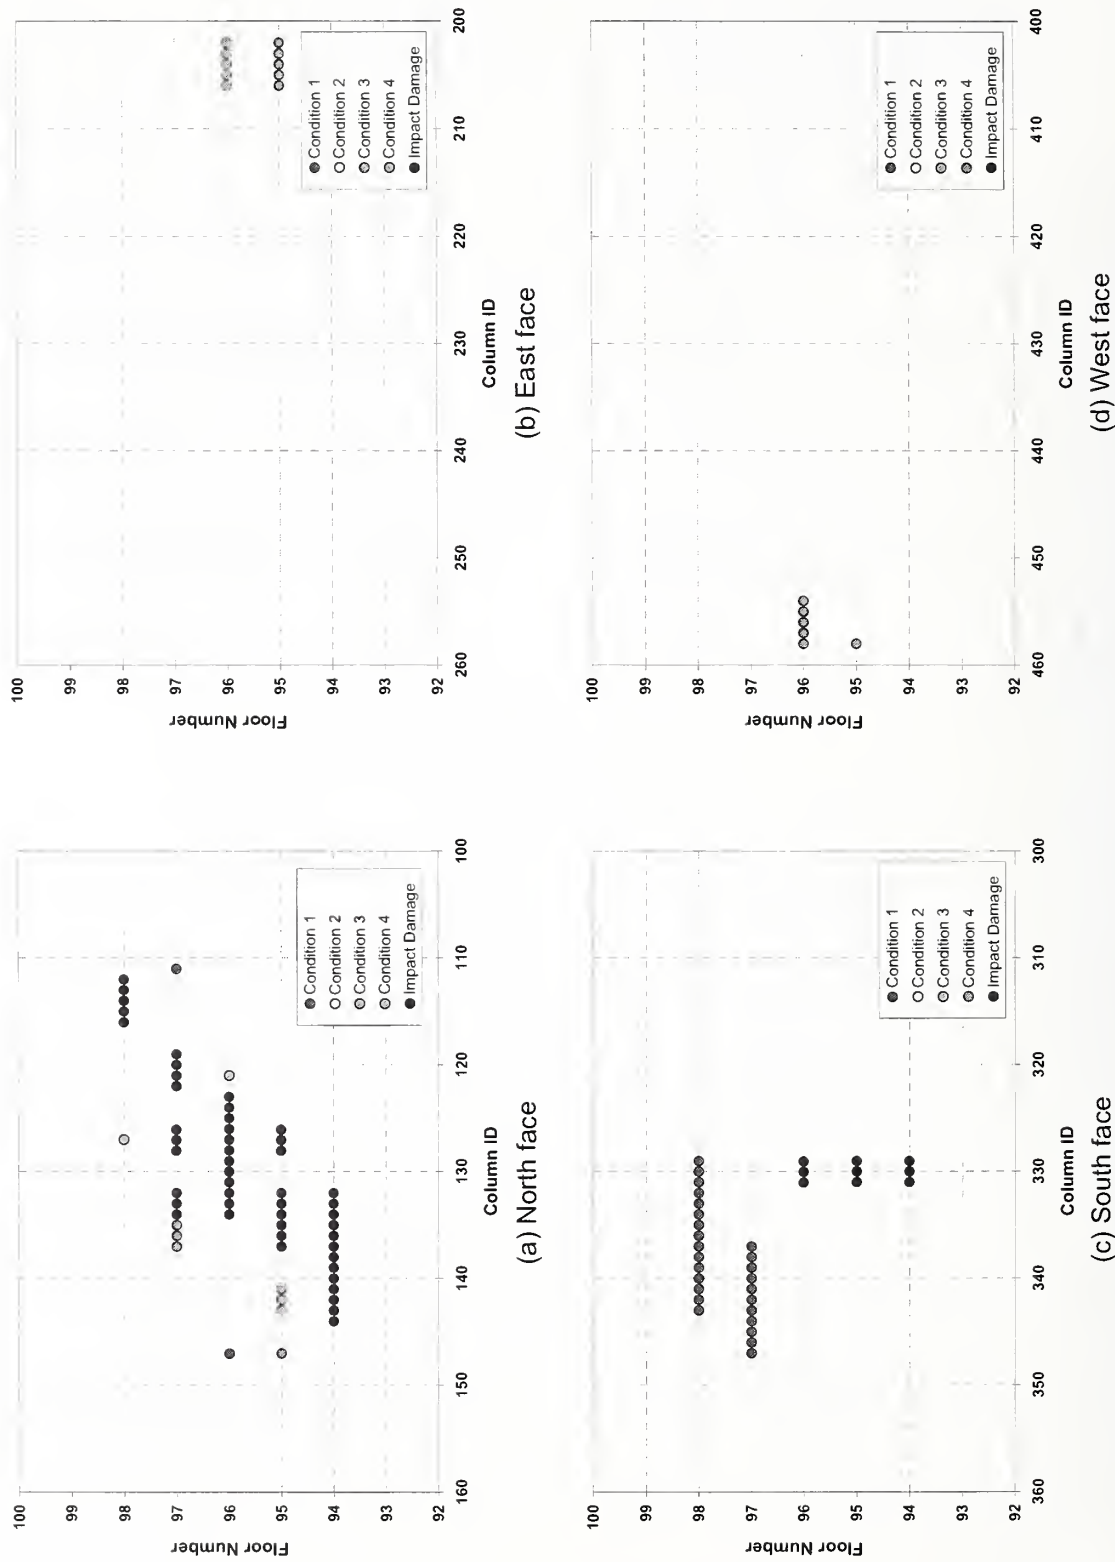 100
99
98
97
96
95
94
93
92
Floor Number
160
150
140
130
120
110
100
Column ID
Condition 1
Condition 2
Condition 3
Condition 4
Impact Damage
(a) North face
100
99
98
97
96
95
94
93
92
Floor Number
260
250
240
230
220
210
200
Column ID
Condition 1
Condition 2
Condition 3
Condition 4
Impact Damage
(b) East face
100
99
98
97
96
95
94
93
92
Floor Number
360
350
340
330
320
310
300
Column ID
Condition 1
Condition 2
Condition 3
Condition 4
Impact Damage
(c) South face
100
99
98
97
96
95
94
93
92
Floor Number
460
450
440
430
420
410
400
Column ID
Condition 1
Condition 2
Condition 3
Condition 4
Impact Damage
(d) West face